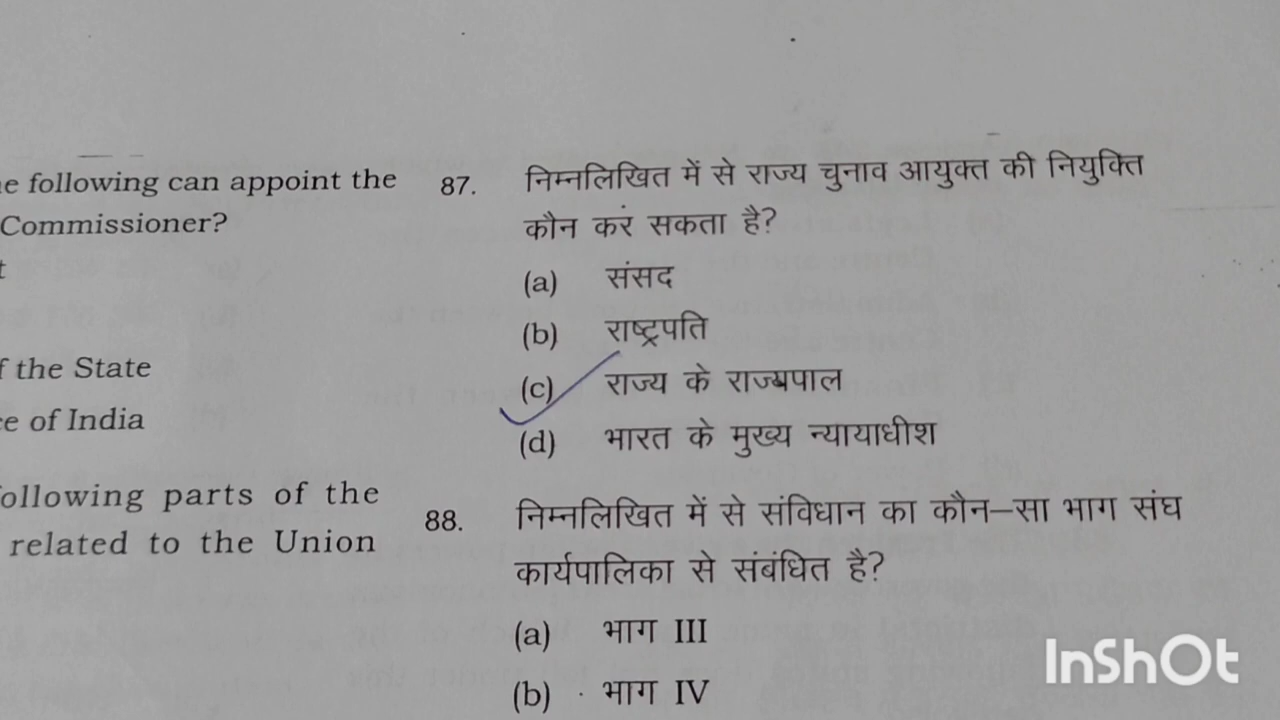 e following can appoint the
Commissioner?
t
f the State
e of India
ollowing parts of the
related to the Union
87. निम्नलिखित में से राज्य चुनाव आयुक्त की नियुक्ति
कौन कर सकता है?
(a) संसद
(b) राष्ट्रपति
(c) राज्य के राज्यपाल
(d) भारत के मुख्य न्यायाधीश
88. निम्नलिखित में से संविधान का कौन-सा भाग संघ
कार्यपालिका से संबंधित है?
(a) भाग III
(b) भाग IV
InShOt